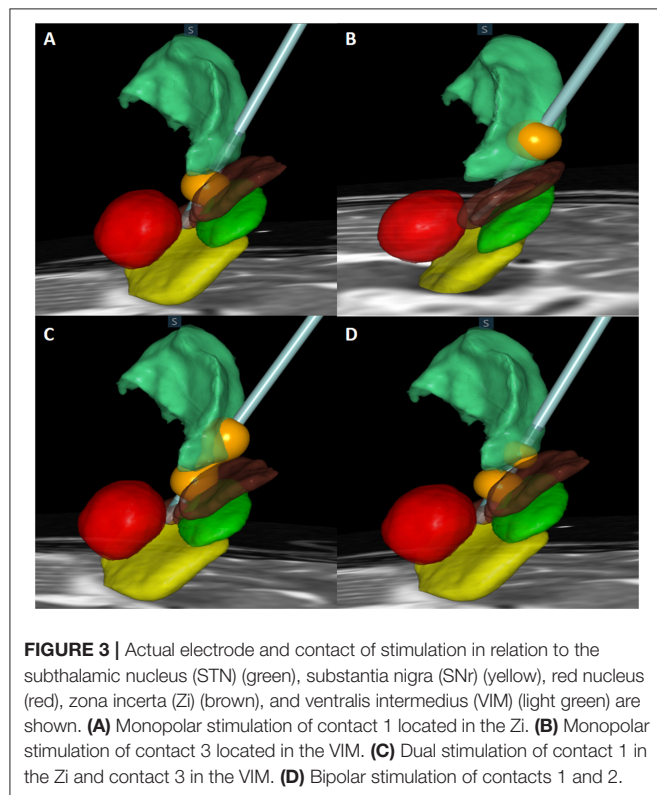 S
A
S
B
S
C
S
D
FIGURE 3 | Actual electrode and contact of stimulation in relation to the
subthalamic nucleus (STN) (green), substantia nigra (SNr) (yellow), red nucleus
(red), zona incerta (Zi) (brown), and ventralis intermedius (VIM) (light green) are
shown. (A) Monopolar stimulation of contact 1 located in the Zi. (B) Monopolar
stimulation of contact 3 located in the VIM. (C) Dual stimulation of contact 1 in
the Zi and contact 3 in the VIM. (D) Bipolar stimulation of contacts 1 and 2.